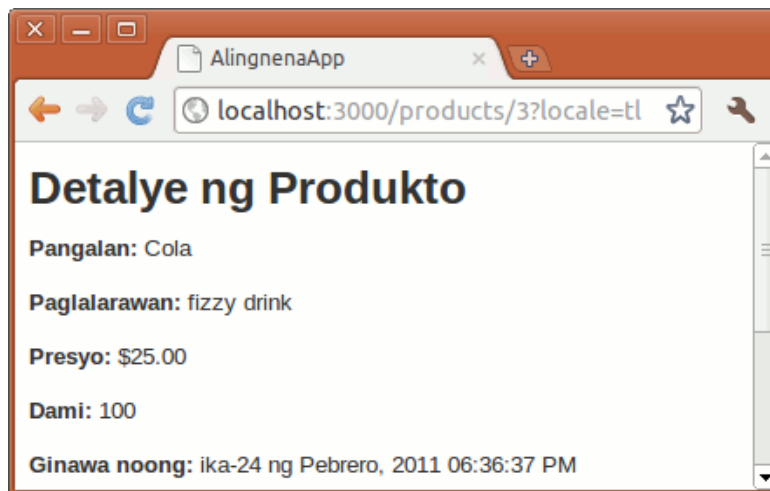 AlingnenaApp
localhost:3000/products/3?locale=tl
Detalye ng Produkto
Pangalan: Cola
Paglalarawan: fizzy drink
Presyo: $25.00
Dami: 100
Ginawa noong: ika-24 ng Pebrero, 2011 06:36:37 PM